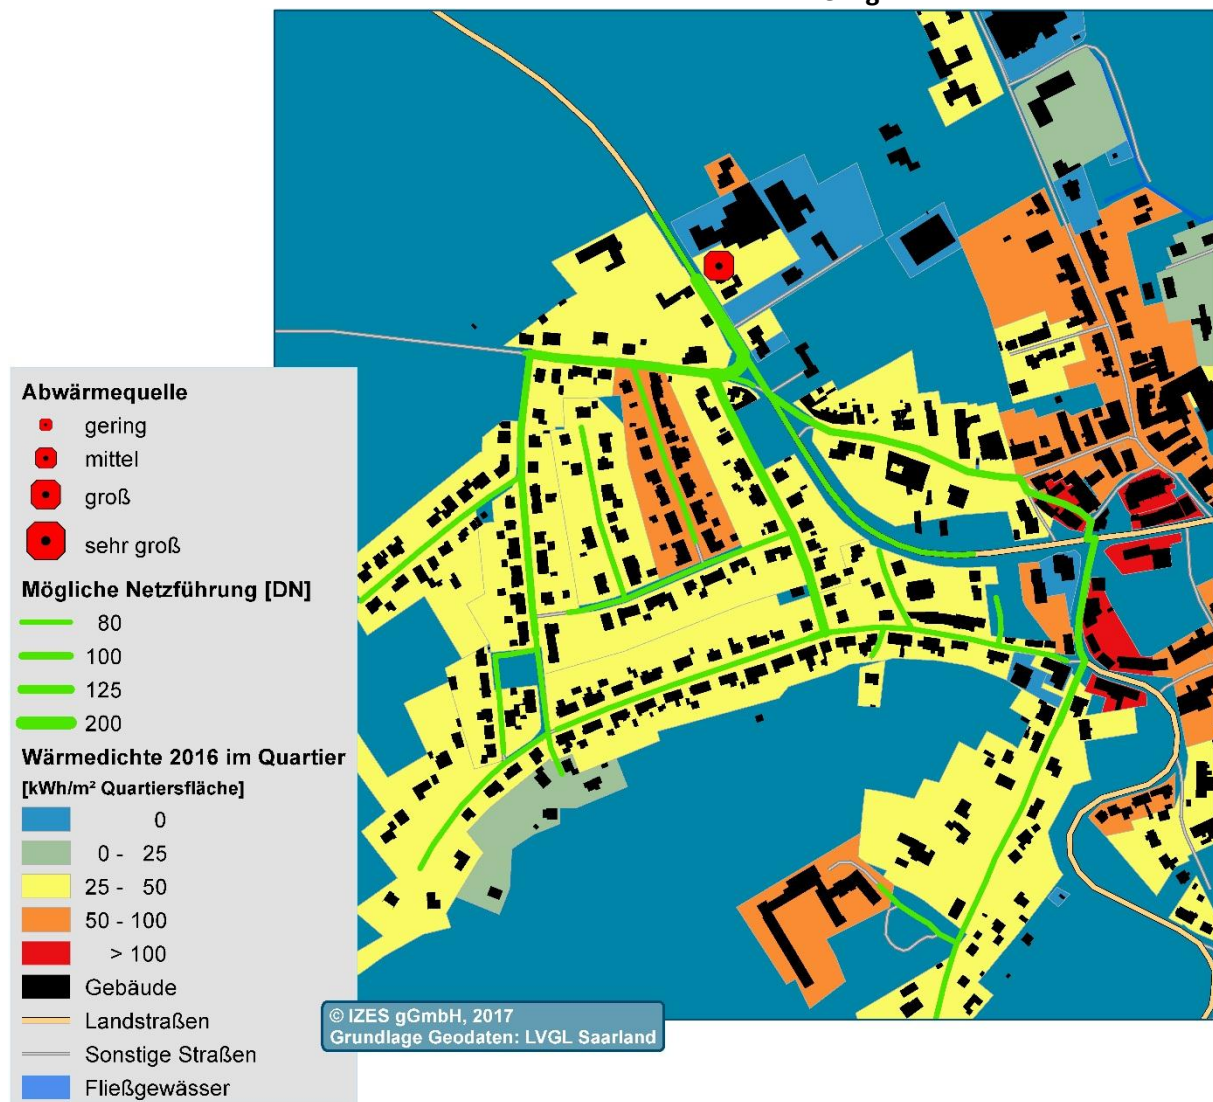 Abwärmequelle
gering
mittel
groß
sehr groß
Mögliche Netzführung [DN]
80
100
125
200
Wärmedichte 2016 im Quartier
[kWh/m² Quartiersfläche]
0
0 - 25
25 - 50
50 - 100
> 100
Gebäude
Landstraßen
Sonstige Straßen
Fließgewässer
© IZES gGmbH, 2017
Grundlage Geodaten: LVGL Saarland